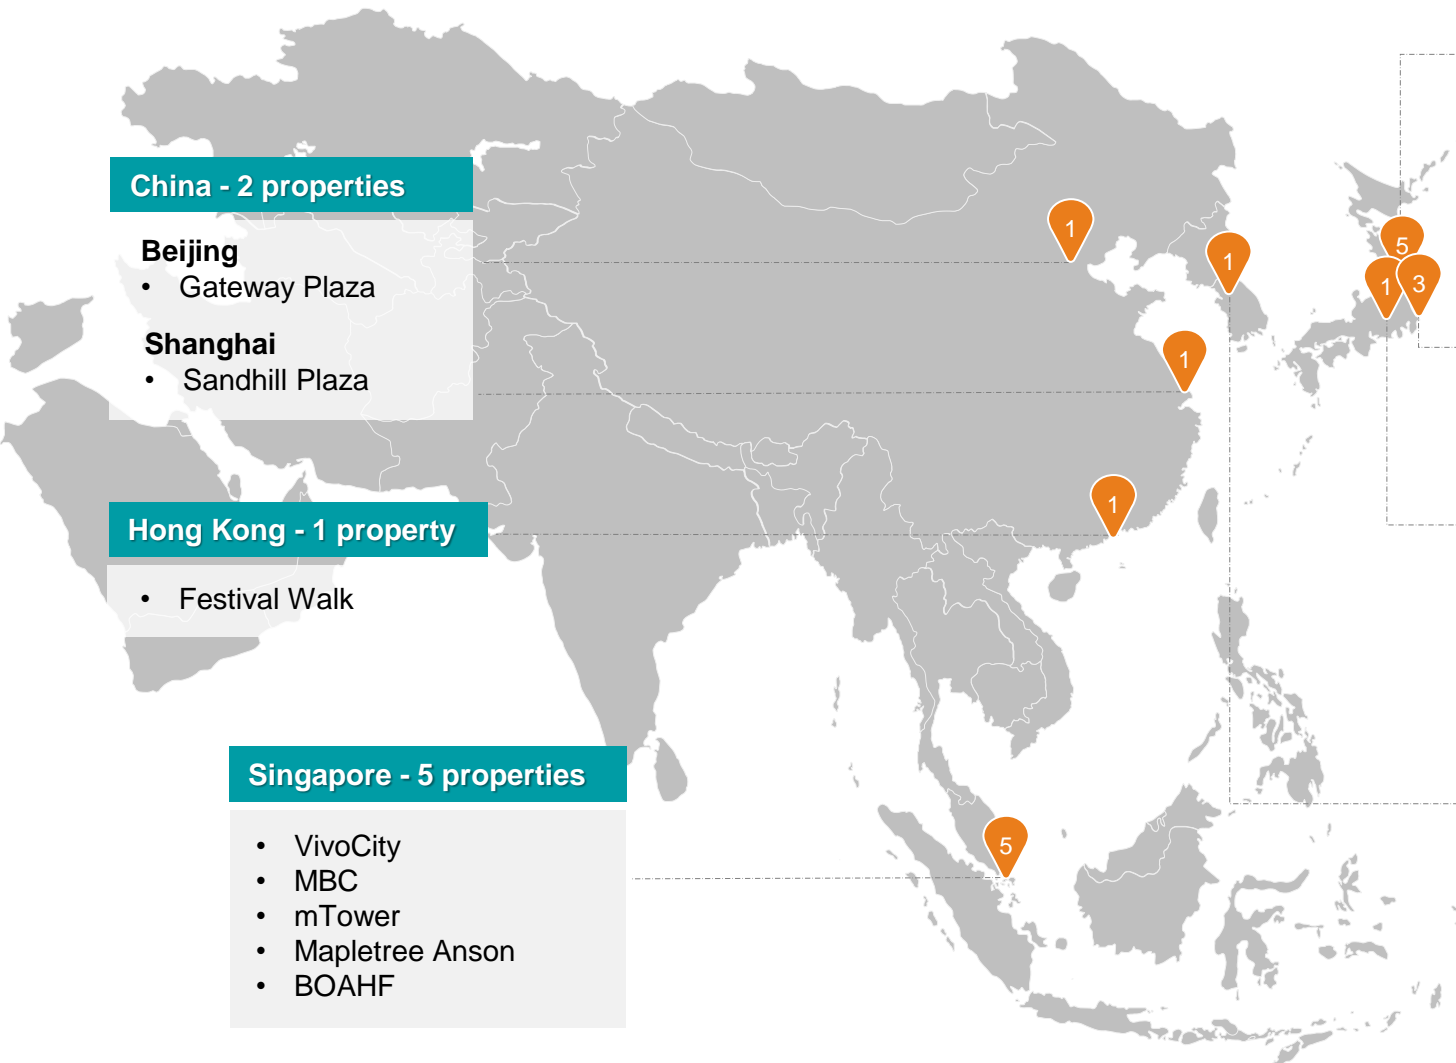 China - 2 properties
Beijing
• Gateway Plaza
Shanghai
• Sandhill Plaza
Hong Kong - 1 property
• Festival Walk
Singapore - 5 properties
• VivoCity
• MBC
• mTower
• Mapletree Anson
• BOAHF
1
1
5
1
3
1
1
5